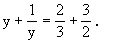 y + 1/y = 2/3 + 3/2 .